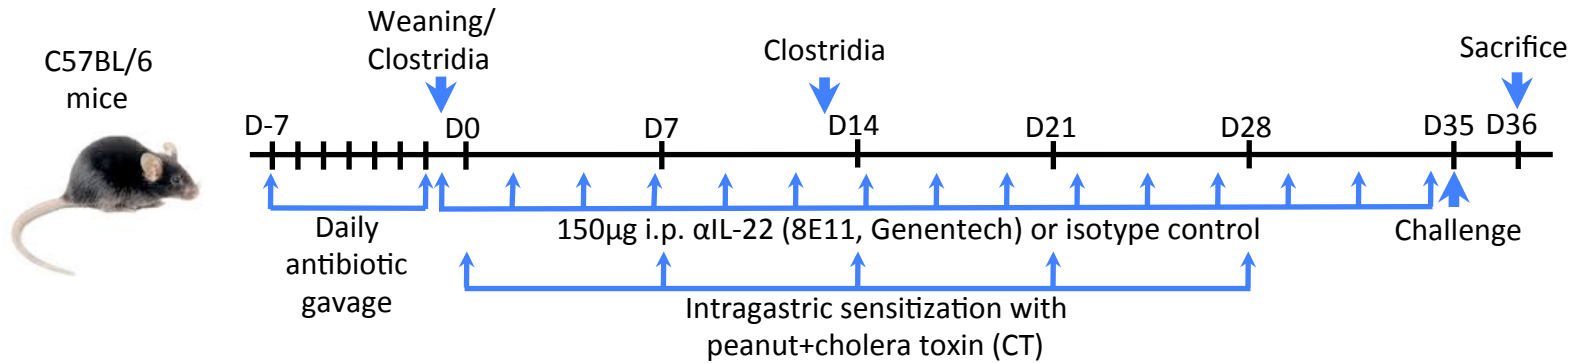 Weaning/
Clostridia
C57BL/6
mice
Clostridia
Sacrifice
D-7
D0
D7
D14
D21
D28
D35
D36
Daily
antibiotic
gavage
150µg i.p. αIL-22 (8E11, Genentech) or isotype control
Challenge
Intragastric sensitization with
peanut+cholera toxin (CT)